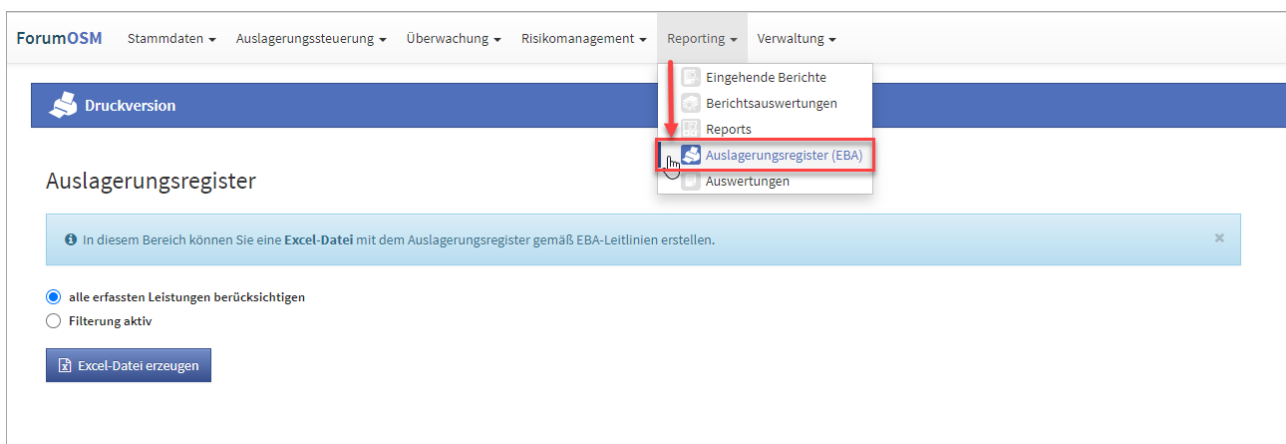 ForumOSM Stammdaten Auslagerungssteuerung Überwachung Risikomanagement Reporting Verwaltung
Eingehende Berichte
Berichtsauswertungen
Reports
Auslagerungsregister (EBA)
Auswertungen
Druckversion
Auslagerungsregister
In diesem Bereich können Sie eine Excel-Datei mit dem Auslagerungsregister gemäß EBA-Leitlinien erstellen.
alle erfassten Leistungen berücksichtigen
Filterung aktiv
Excel-Datei erzeugen